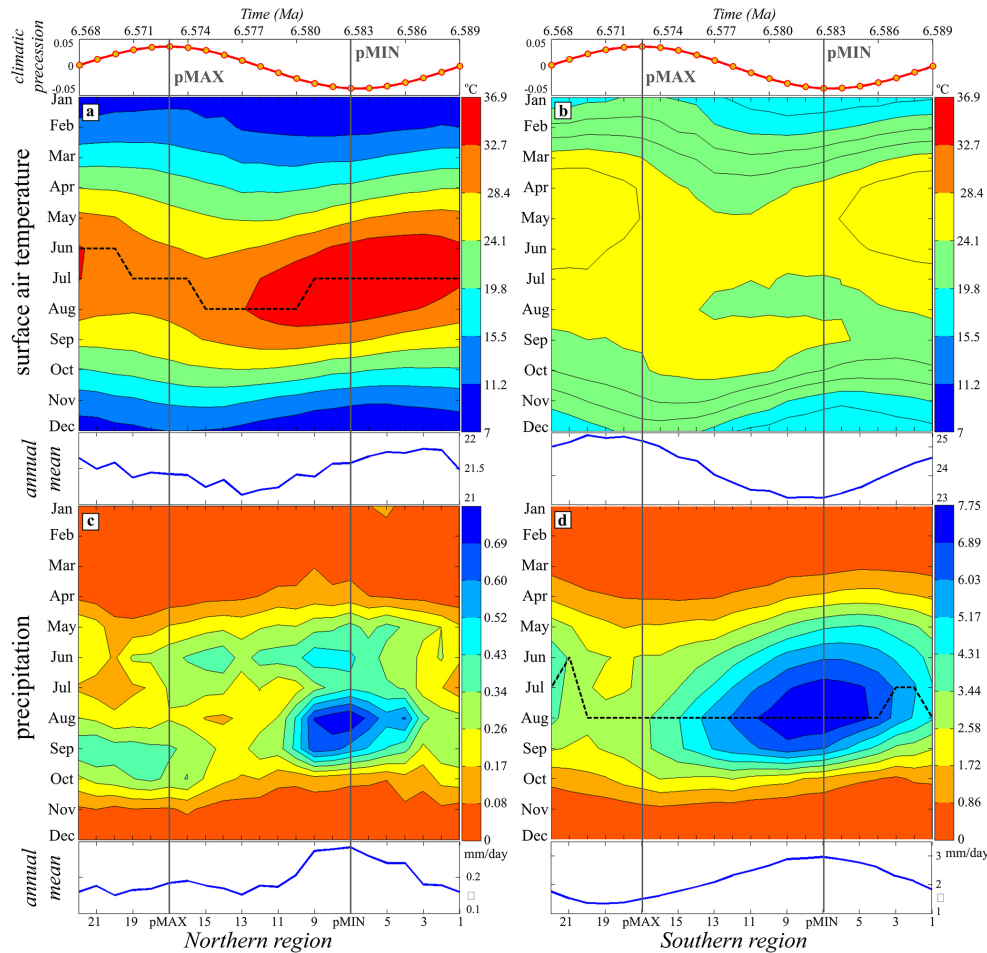 Time (Ma) Time (Ma)
6.568 6.571 6.574 6.577 6.580 6.583 6.586 6.589 6.568 6.571 6.574 6.577 6.580 6.583 6.586 6.589
climatic
precession
0.05 0.05
0 0
-0.05 -0.05
pMIN pMIN
pMAX pMAX
surface air temperature
a b
Jan Jan
Feb Feb
Mar Mar
Apr Apr
May May
Jun Jun
Jul Jul
Aug Aug
Sep Sep
Oct Oct
Nov Nov
Dec Dec
ºC ºC
36.9 36.9
32.7 32.7
28.4 28.4
24.1 24.1
19.8 19.8
15.5 15.5
11.2 11.2
7 7
annual
mean
22 25
21.5 24
21 23
precipitation
c d
Jan Jan
Feb Feb
Mar Mar
Apr Apr
May May
Jun Jun
Jul Jul
Aug Aug
Sep Sep
Oct Oct
Nov Nov
Dec Dec
7.75
0.69 6.89
0.60 6.03
0.52 5.17
0.43 4.31
0.34 3.44
0.26 2.58
0.17 1.72
0.08 0.86
0 0
annual
mean
mm/day mm/day
0.2 3
0.1 2
1
21 19 pMAX 15 13 11 9 pMIN 5 3 1 21 19 pMAX 15 13 11 9 pMIN 5 3 1
Northern region Southern region